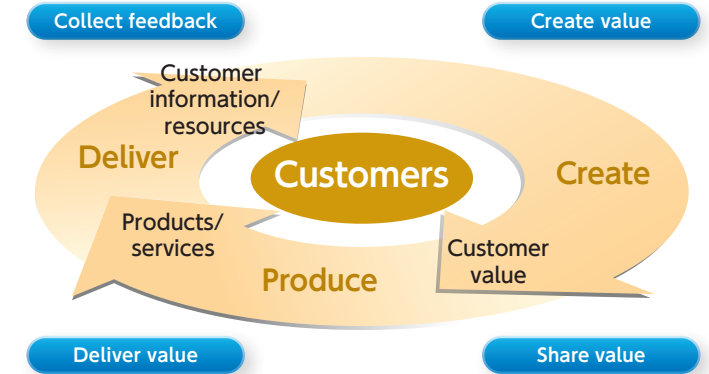 Collect feedback
Create value
Customer
information/
resources
Deliver
Customers
Create
Products/
services
Customer
value
Produce
Deliver value
Share value